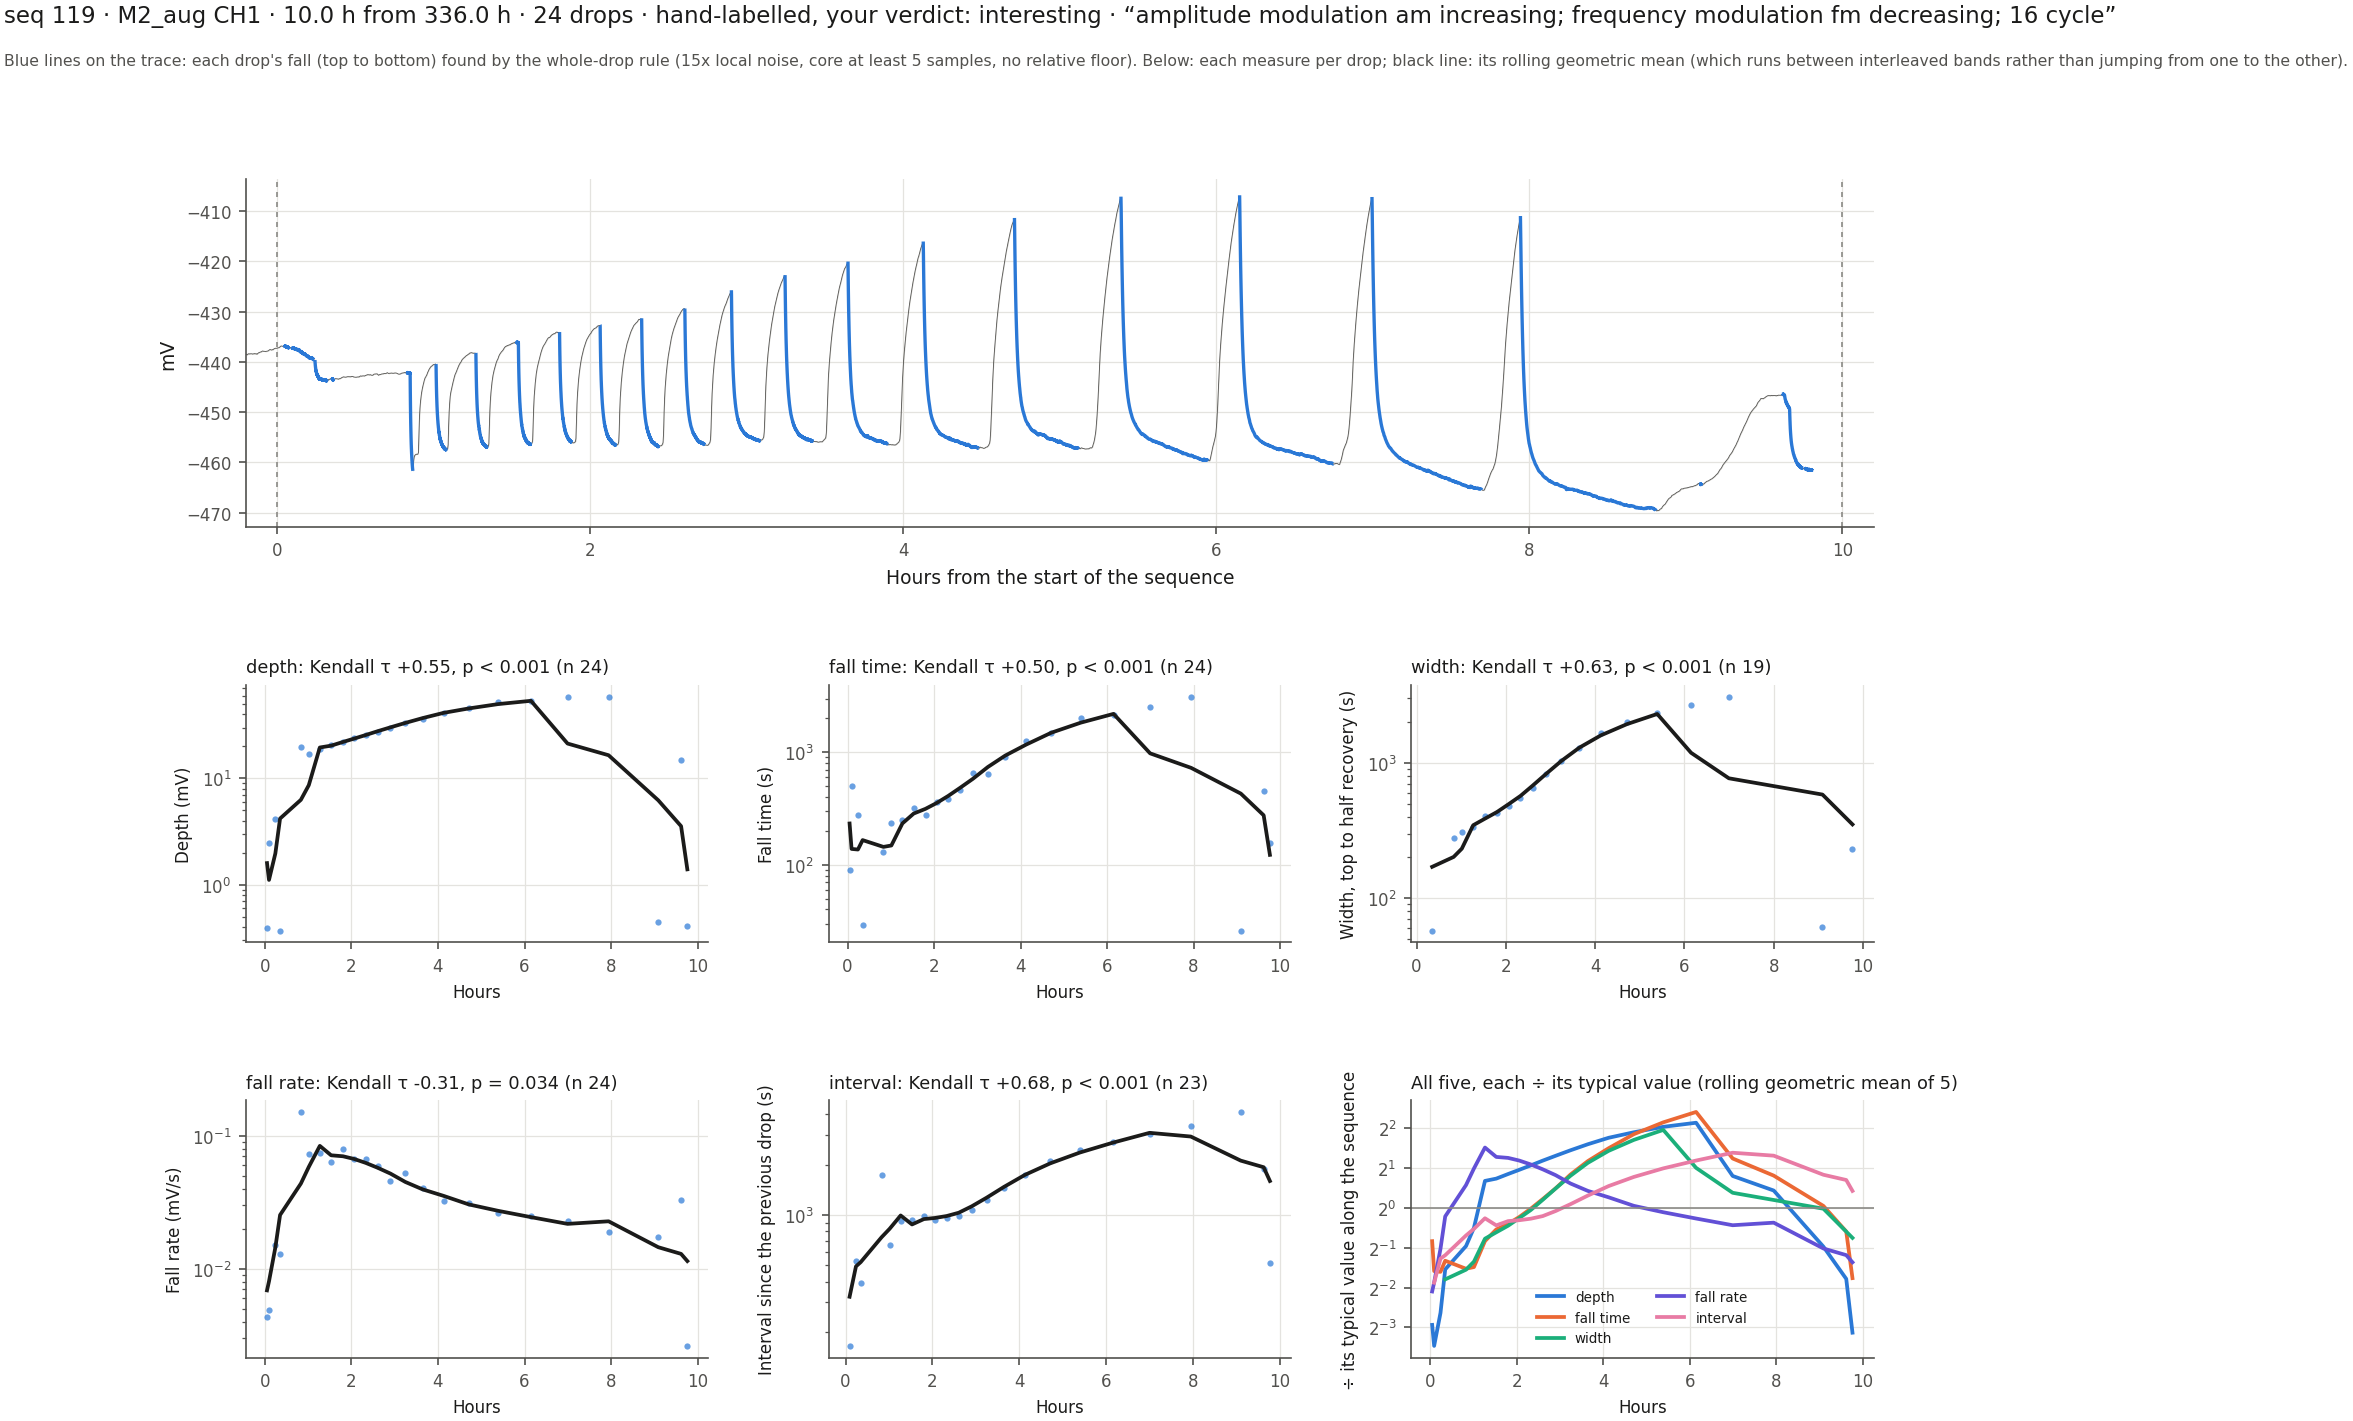 seq 119 · M2_aug CH1 · 10.0 h from 336.0 h · 24 drops · hand-labelled, your verdict: interesting · “amplitude modulation am increasing; frequency modulation fm decreasing; 16 cycle”
Blue lines on the trace: each drop's fall (top to bottom) found by the whole-drop rule (15x local noise, core at least 5 samples, no relative floor). Below: each measure per drop; black line: its rolling geometric mean (which runs between interleaved bands rather than jumping from one to the other).
mV
−410
−420
−430
−440
−450
−460
−470
0 2 4 6 8 10
Hours from the start of the sequence
depth: Kendall τ +0.55, p < 0.001 (n 24)
Depth (mV)
10¹
10⁰
0 2 4 6 8 10
Hours
fall time: Kendall τ +0.50, p < 0.001 (n 24)
Fall time (s)
10³
10²
0 2 4 6 8 10
Hours
width: Kendall τ +0.63, p < 0.001 (n 19)
Width, top to half recovery (s)
10³
10²
0 2 4 6 8 10
Hours
fall rate: Kendall τ -0.31, p = 0.034 (n 24)
Fall rate (mV/s)
10⁻¹
10⁻²
0 2 4 6 8 10
Hours
interval: Kendall τ +0.68, p < 0.001 (n 23)
Interval since the previous drop (s)
10³
0 2 4 6 8 10
Hours
All five, each ÷ its typical value (rolling geometric mean of 5)
÷ its typical value along the sequence
2²
2¹
2⁰
2⁻¹
2⁻²
2⁻³
depth
fall time
width
fall rate
interval
0 2 4 6 8 10
Hours